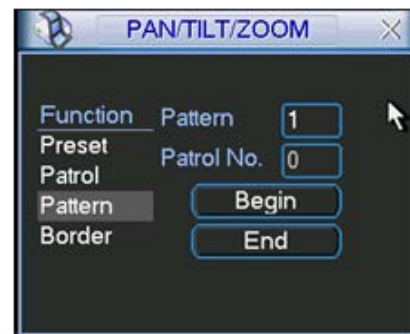 PAN/TILT/ZOOM
Function
Preset
Patrol
Pattern
Border
Pattern 1
Patrol No. 0
Begin
End